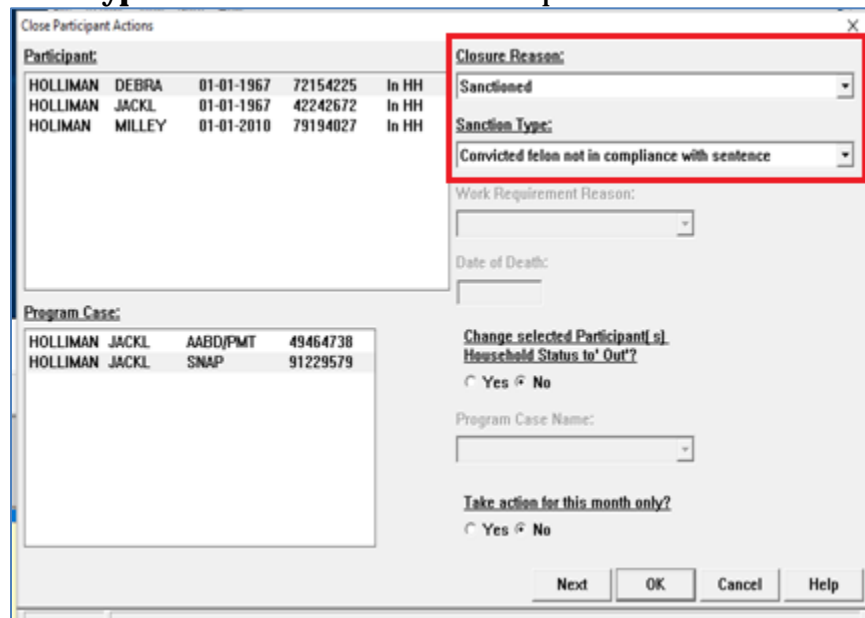 Close Participant Actions
Participant:
HOLLIMAN DEBRA 01-01-1967 72154225 In HH
HOLLIMAN JACKL 01-01-1967 42242672 In HH
HOLIMAN MILLEY 01-01-2010 79194027 In HH
Program Case:
HOLLIMAN JACKL AABD/PMT 49464738
HOLLIMAN JACKL SNAP 91229579
Closure Reason:
Sanctioned
Sanction Type:
Convicted felon not in compliance with sentence
Work Requirement Reason:
Date of Death:
Change selected Participant( s)
Household Status to' Out'?
Yes No
Program Case Name:
Take action for this month only?
Yes No
Next OK Cancel Help